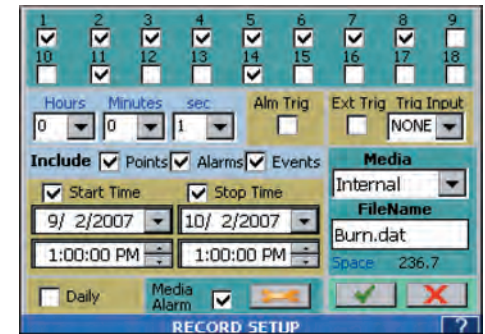 1 2 3 4 5 6 7 8 9
10 11 12 13 14 15 16 17 18
Hours Minutes sec Alm Trig Ext Trig Trig Input
0 0 1 NONE
Include Points Alarms Events Media
Start Time Stop Time Internal
9/ 2/2007 10/ 2/2007 FileName
1:00:00 PM 1:00:00 PM Burn.dat
Space 236.7
Daily Media Alarm
RECORD SETUP ?